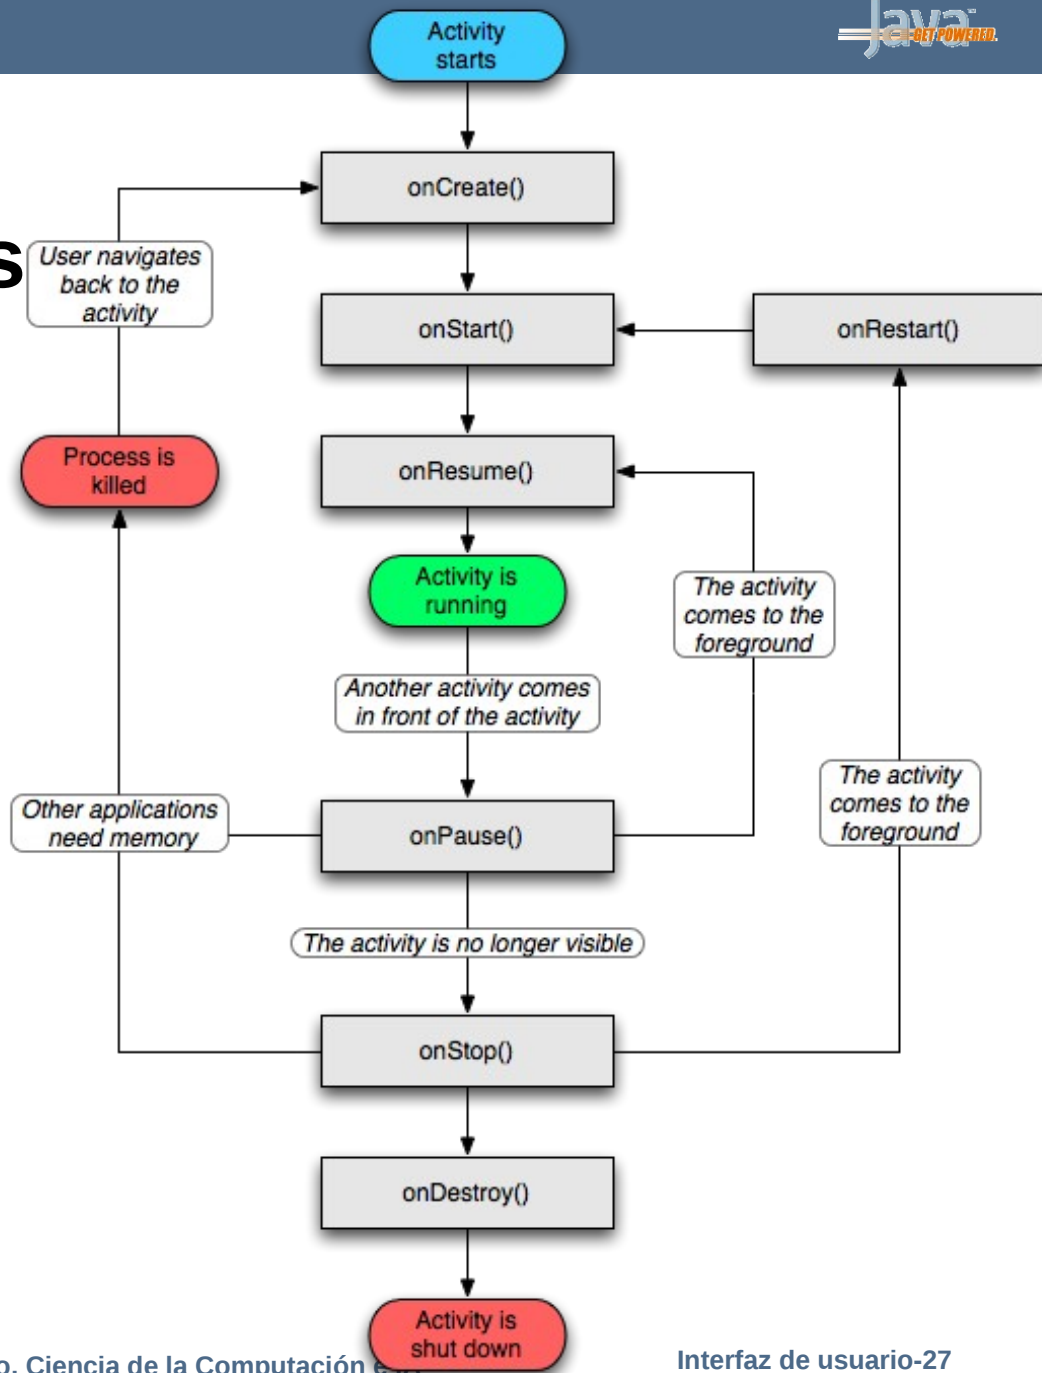 Activity
starts
Java
GET POWERED.
onCreate()
s
User navigates
back to the
activity
onStart()
onRestart()
Process is
killed
onResume()
Activity is
running
The activity
comes to the
foreground
Another activity comes
in front of the activity
The activity
comes to the
foreground
Other applications
need memory
onPause()
The activity is no longer visible
onStop()
onDestroy()
Activity is
shut down
o. Ciencia de la Computación e
Interfaz de usuario-27